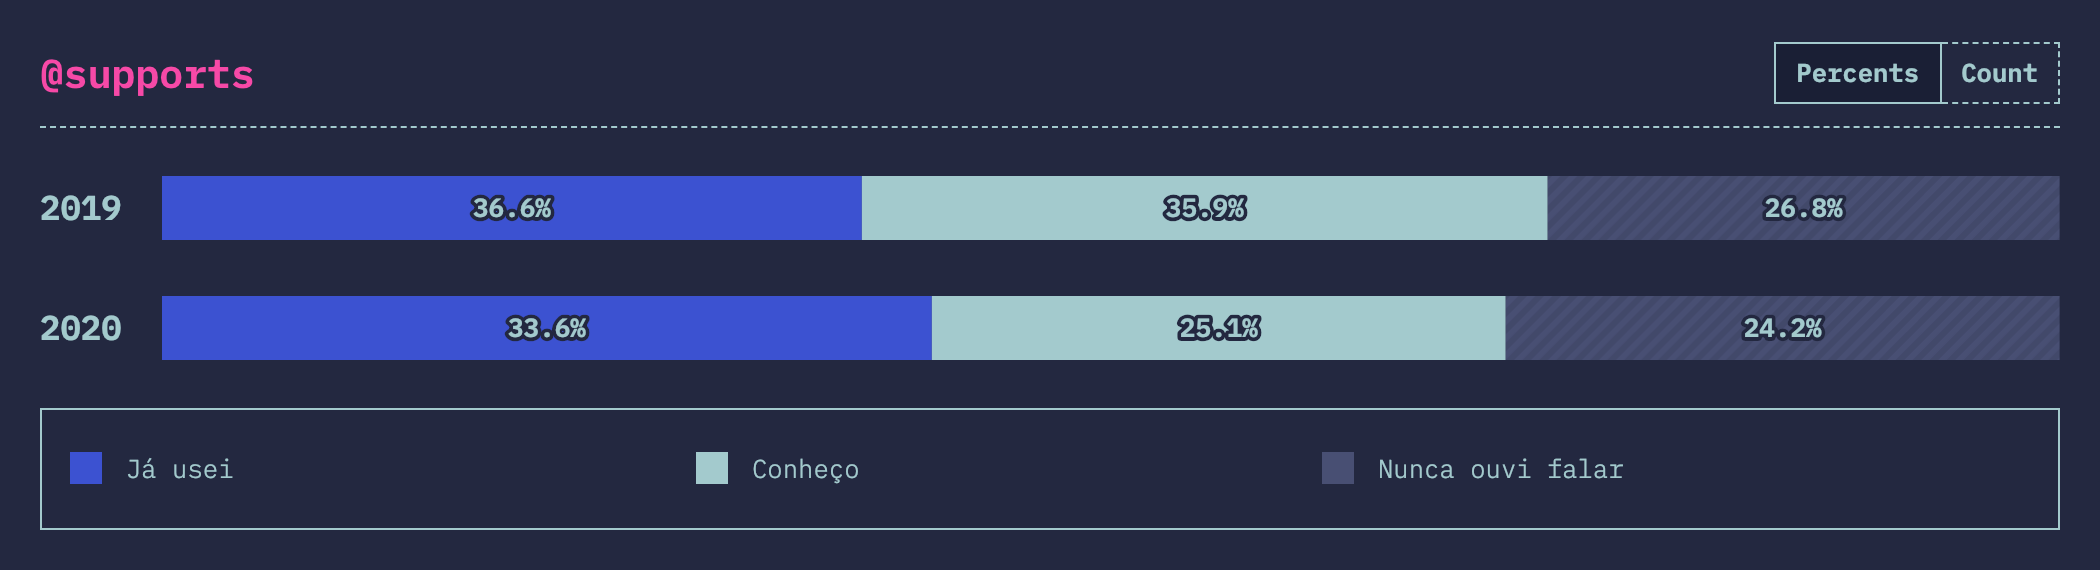 @supports
Percents Count
2019 36.6% 35.9% 26.8%
2020 33.6% 25.1% 24.2%
Já usei Conheço Nunca ouvi falar